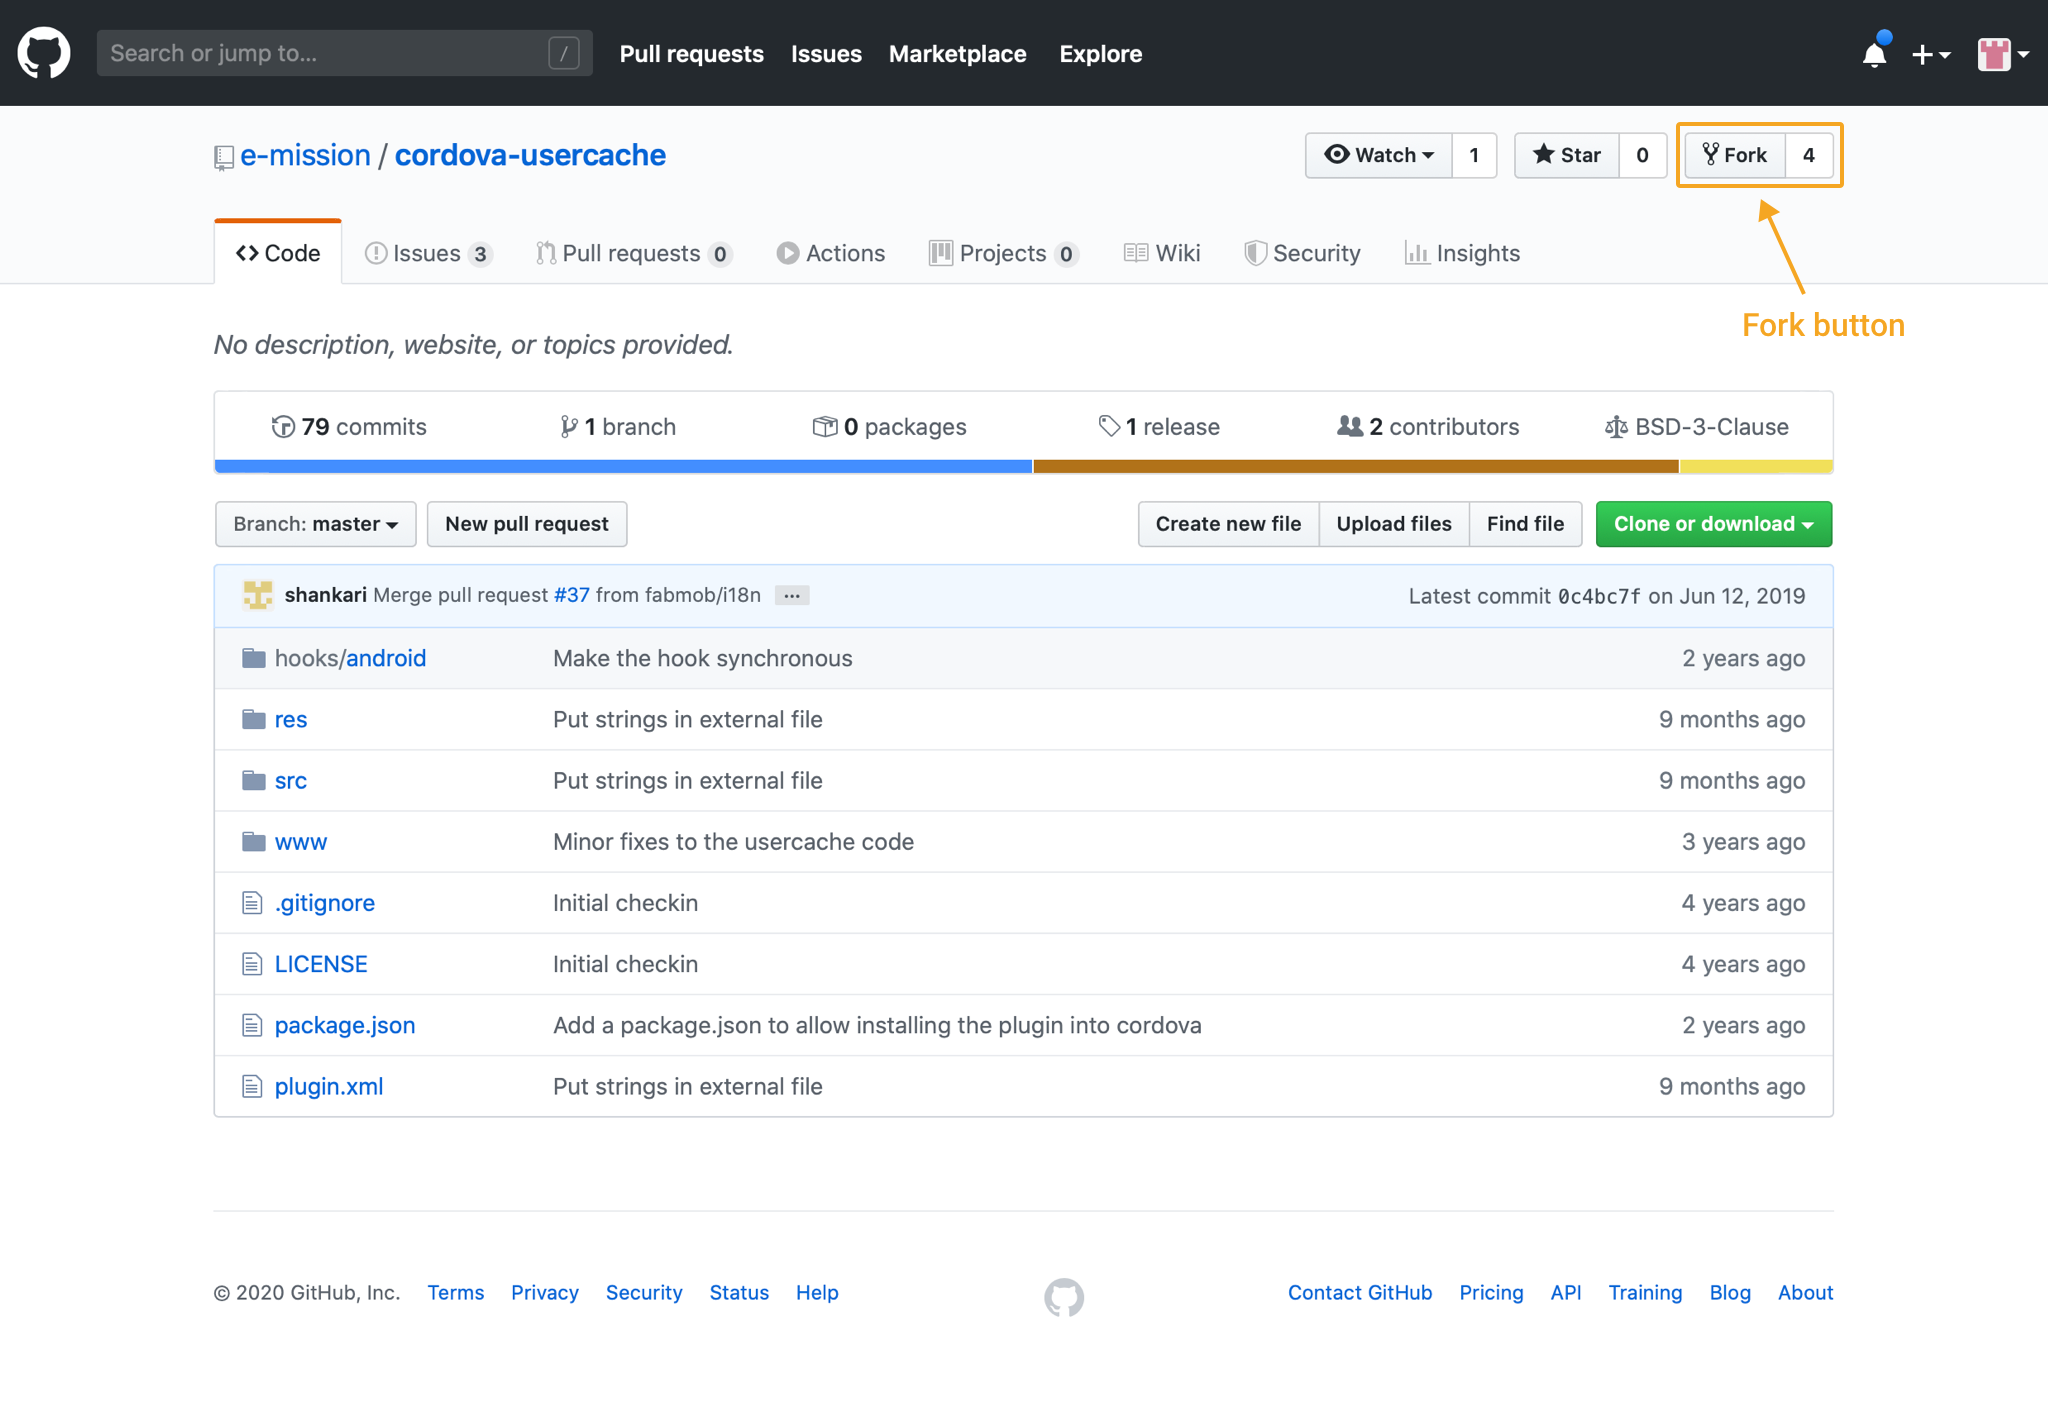 Search or jump to... / Pull requests Issues Marketplace Explore
e-mission / cordova-usercache Watch 1 Star 0 Fork 4
Code Issues 3 Pull requests 0 Actions Projects 0 Wiki Security Insights
Fork button
No description, website, or topics provided.
79 commits 1 branch 0 packages 1 release 2 contributors BSD-3-Clause
Branch: master New pull request Create new file Upload files Find file Clone or download
shankari Merge pull request #37 from fabmob/i18n ... Latest commit 0c4bc7f on Jun 12, 2019
hooks/android Make the hook synchronous 2 years ago
res Put strings in external file 9 months ago
src Put strings in external file 9 months ago
www Minor fixes to the usercache code 3 years ago
.gitignore Initial checkin 4 years ago
LICENSE Initial checkin 4 years ago
package.json Add a package.json to allow installing the plugin into cordova 2 years ago
plugin.xml Put strings in external file 9 months ago
© 2020 GitHub, Inc. Terms Privacy Security Status Help Contact GitHub Pricing API Training Blog About